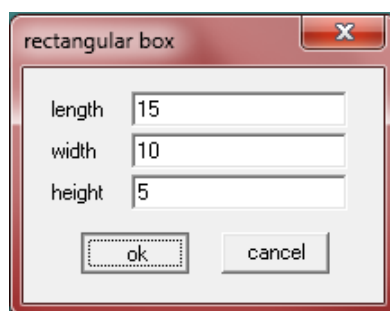 rectangular box
length 15
width 10
height 5
ok cancel